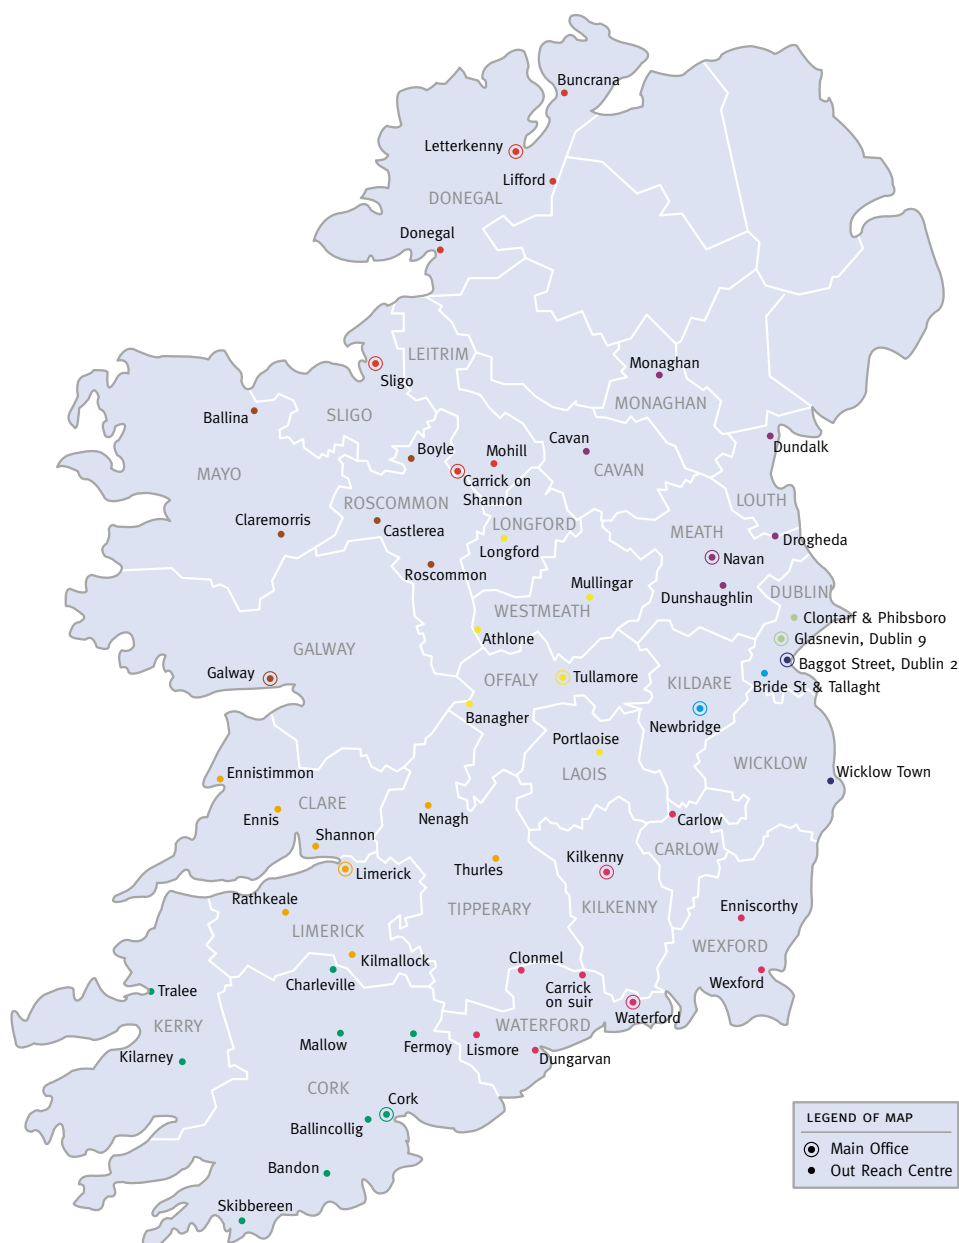 Buncrana
Letterkenny
Lifford
DONEGAL
Donegal
LEITRIM
Monaghan
Sligo
MONAGHAN
Ballina
SLIGO
Cavan
Dundalk
Boyle
Mohill
CAVAN
MAYO
Carrick on
Shannon
ROSCOMMON
LOUTH
Claremorris
Castlerea
LONGFORD
MEATH
Drogheda
Longford
Navan
Roscommon
Mullingar
Dunshaughlin
DUBLIN
WESTMEATH
Clontarf & Phibsboro
Athlone
Glasnevin, Dublin 9
GALWAY
Baggot Street, Dublin 2
Galway
OFFALY
Tullamore
KILDARE
Bride St & Tallaght
Banagher
Newbridge
Portlaoise
WICKLOW
Ennistimmon
LAOIS
Wicklow Town
CLARE
Ennis
Nenagh
Carlow
Shannon
CARLOW
Kilkenny
Limerick
Thurles
Rathkeale
TIPPERARY
KILKENNY
Enniscorthy
LIMERICK
WEXFORD
Kilmallock
Clonmel
Charleville
Carrick
on suir
Wexford
Tralee
Waterford
KERRY
WATERFORD
Mallow
Fermoy
Lismore
Dungarvan
Kilarney
CORK
Cork
Ballincollig
LEGEND OF MAP
Main Office
Out Reach Centre
Bandon
Skibbereen